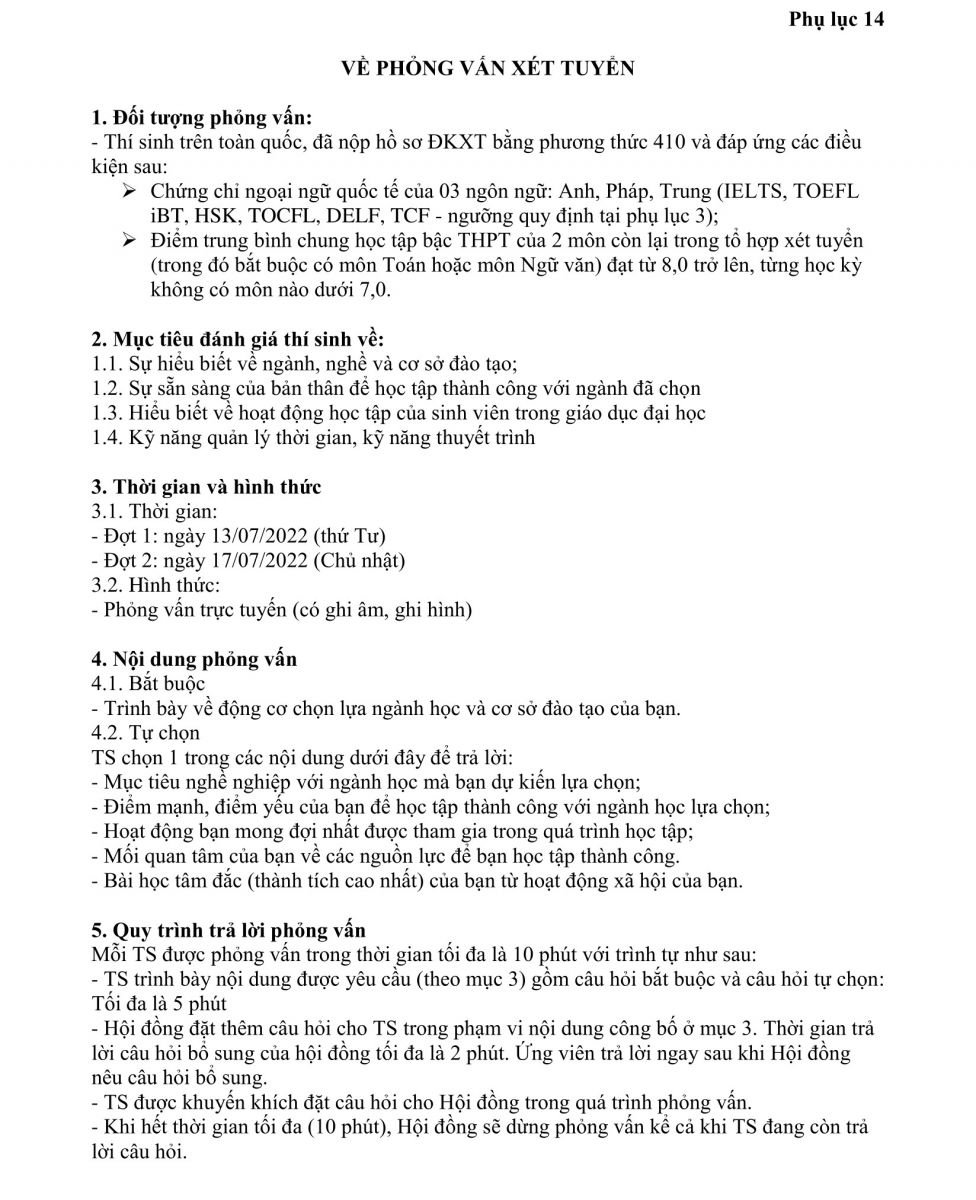 Phụ lục 14
VỀ PHỎNG VẤN XÉT TUYỂN
1. Đối tượng phỏng vấn:
- Thí sinh trên toàn quốc, đã nộp hồ sơ ĐKXT bằng phương thức 410 và đáp ứng các điều
kiện sau:
➢ Chứng chỉ ngoại ngữ quốc tế của 03 ngôn ngữ: Anh, Pháp, Trung (IELTS, TOEFL
iBT, HSK, TOCFL, DELF, TCF - ngưỡng quy định tại phụ lục 3);
➢ Điểm trung bình chung học tập bậc THPT của 2 môn còn lại trong tổ hợp xét tuyển
(trong đó bắt buộc có môn Toán hoặc môn Ngữ văn) đạt từ 8,0 trở lên, từng học kỳ
không có môn nào dưới 7,0.
2. Mục tiêu đánh giá thí sinh về:
1.1. Sự hiểu biết về ngành, nghề và cơ sở đào tạo;
1.2. Sự sẵn sàng của bản thân để học tập thành công với ngành đã chọn
1.3. Hiểu biết về hoạt động học tập của sinh viên trong giáo dục đại học
1.4. Kỹ năng quản lý thời gian, kỹ năng thuyết trình
3. Thời gian và hình thức
3.1. Thời gian:
- Đợt 1: ngày 13/07/2022 (thứ Tư)
- Đợt 2: ngày 17/07/2022 (Chủ nhật)
3.2. Hình thức:
- Phỏng vấn trực tuyến (có ghi âm, ghi hình)
4. Nội dung phỏng vấn
4.1. Bắt buộc
- Trình bày về động cơ chọn lựa ngành học và cơ sở đào tạo của bạn.
4.2. Tự chọn
TS chọn 1 trong các nội dung dưới đây để trả lời:
- Mục tiêu nghề nghiệp với ngành học mà bạn dự kiến lựa chọn;
- Điểm mạnh, điểm yếu của bạn để học tập thành công với ngành học lựa chọn;
- Hoạt động bạn mong đợi nhất được tham gia trong quá trình học tập;
- Mối quan tâm của bạn về các nguồn lực để bạn học tập thành công.
- Bài học tâm đắc (thành tích cao nhất) của bạn từ hoạt động xã hội của bạn.
5. Quy trình trả lời phỏng vấn
Mỗi TS được phỏng vấn trong thời gian tối đa là 10 phút với trình tự như sau:
- TS trình bày nội dung được yêu cầu (theo mục 3) gồm câu hỏi bắt buộc và câu hỏi tự chọn:
Tối đa là 5 phút
- Hội đồng đặt thêm câu hỏi cho TS trong phạm vi nội dung công bố ở mục 3. Thời gian trả
lời câu hỏi bổ sung của hội đồng tối đa là 2 phút. Ứng viên trả lời ngay sau khi Hội đồng
nêu câu hỏi bổ sung.
- TS được khuyến khích đặt câu hỏi cho Hội đồng trong quá trình phỏng vấn.
- Khi hết thời gian tối đa (10 phút), Hội đồng sẽ dừng phỏng vấn kể cả khi TS đang còn trả
lời câu hỏi.